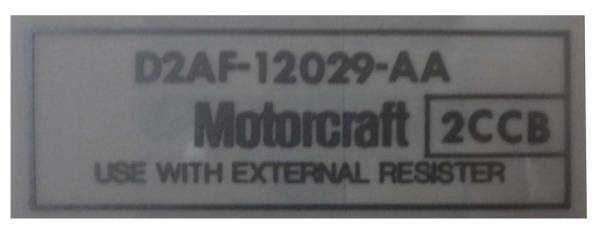 D2AF-12029-AA
Motorcraft 2CCB
USE WITH EXTERNAL RESISTER